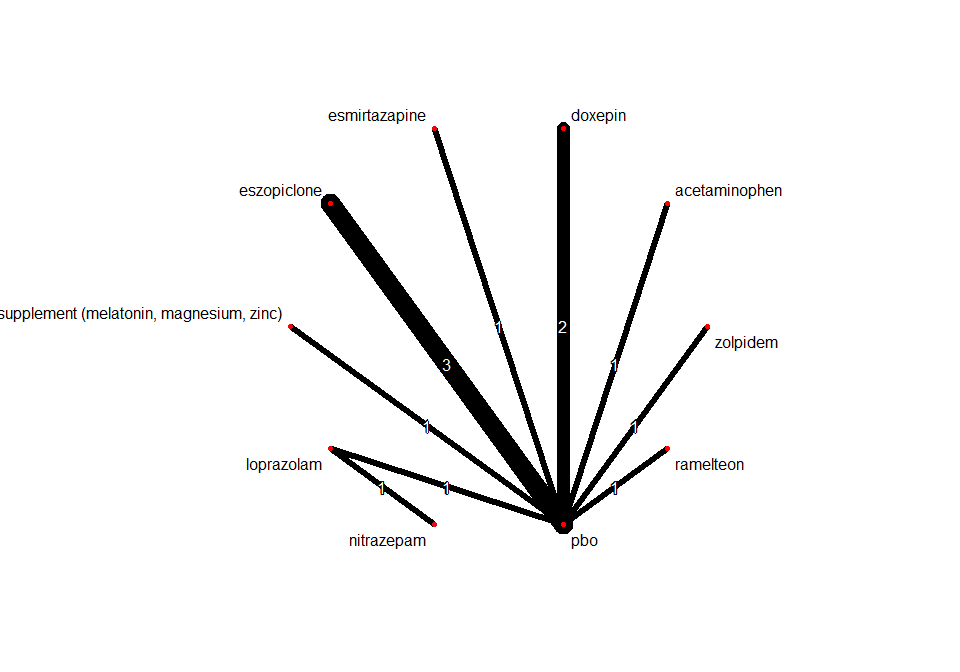 esmirtazapine
doxepin
eszopiclone
acetaminophen
supplement (melatonin, magnesium, zinc)
1
2
zolpidem
3
1
1
1
loprazolam
ramelteon
1
1
1
nitrazepam
pbo